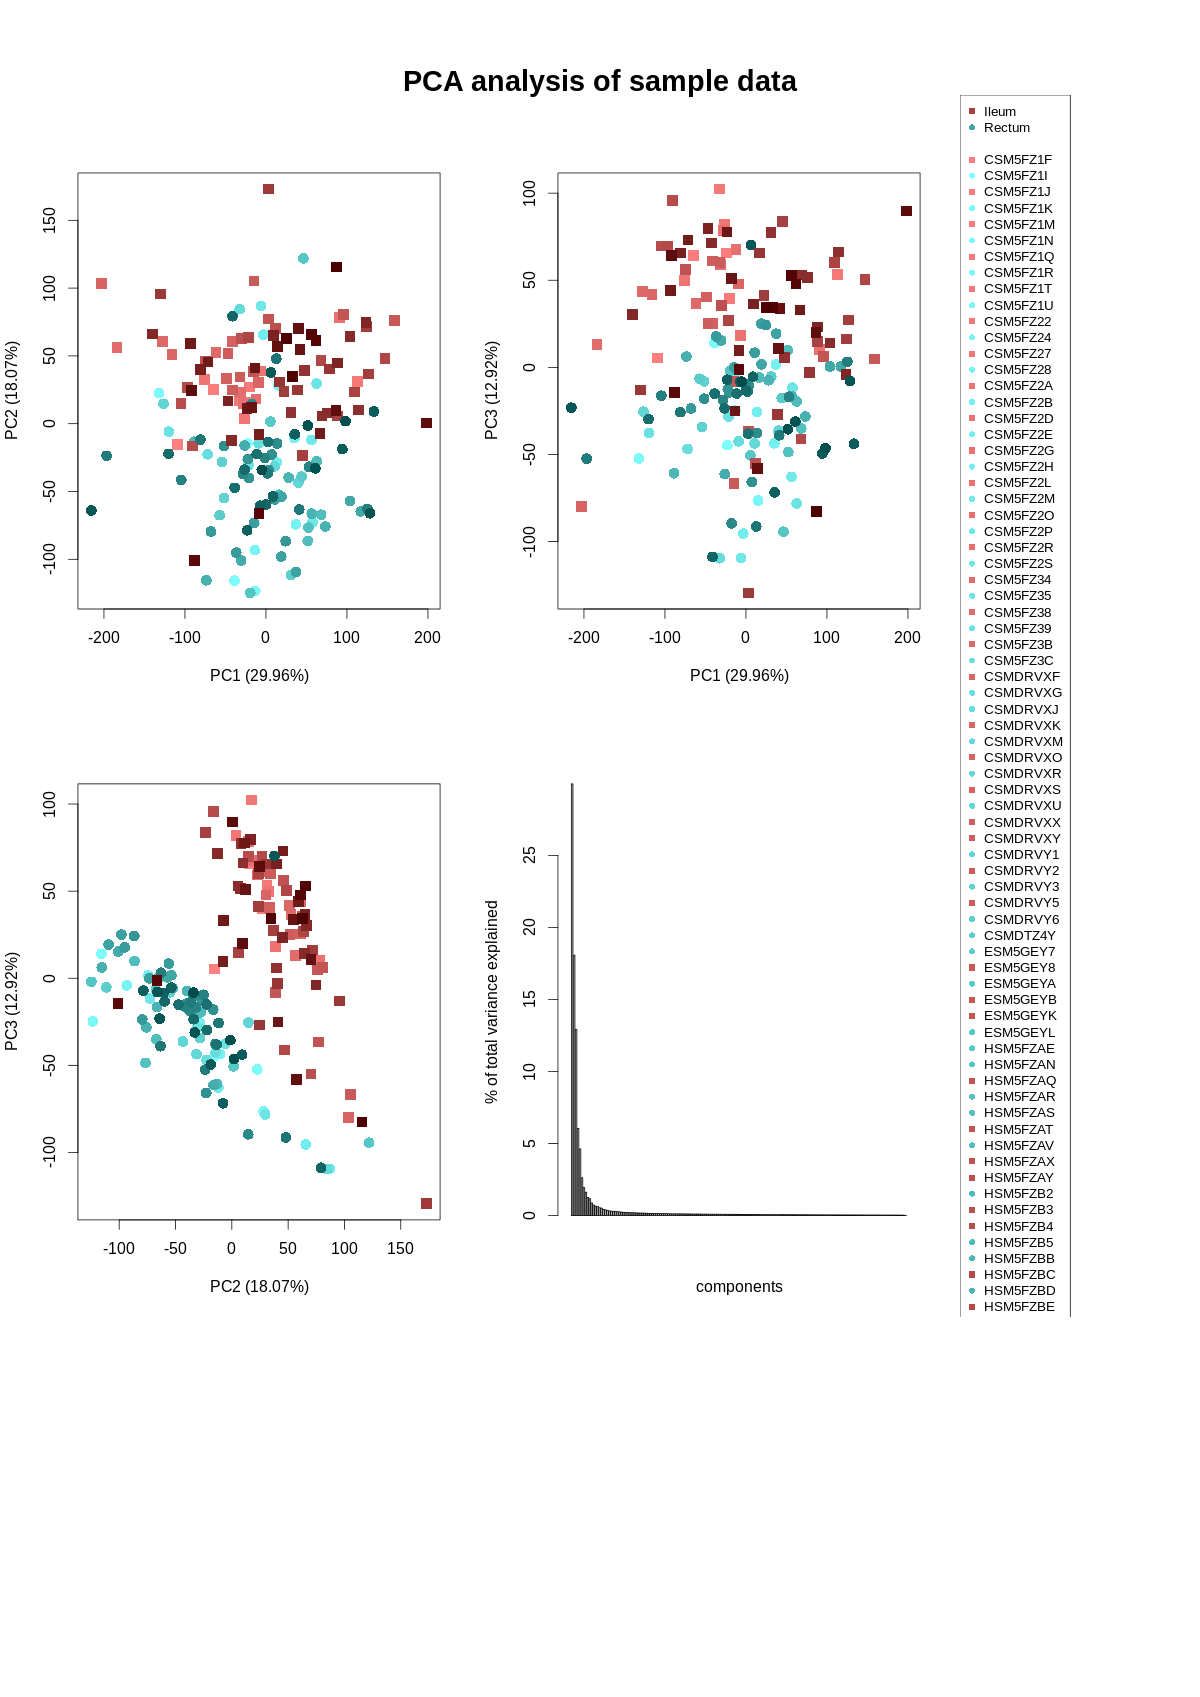 PCA analysis of sample data
150
100
50
0
-50
-100
PC2 (18.07%)
-200
-100
0
100
200
PC1 (29.96%)
100
50
0
-50
-100
PC3 (12.92%)
-200
-100
0
100
200
PC1 (29.96%)
100
50
0
-50
-100
PC3 (12.92%)
-100
-50
0
50
100
150
PC2 (18.07%)
25
20
15
10
5
0
% of total variance explained
components
Ileum
Rectum
CSM5FZ1F
CSM5FZ1I
CSM5FZ1J
CSM5FZ1K
CSM5FZ1M
CSM5FZ1N
CSM5FZ1Q
CSM5FZ1R
CSM5FZ1T
CSM5FZ1U
CSM5FZ22
CSM5FZ24
CSM5FZ27
CSM5FZ28
CSM5FZ2A
CSM5FZ2B
CSM5FZ2D
CSM5FZ2E
CSM5FZ2G
CSM5FZ2H
CSM5FZ2L
CSM5FZ2M
CSM5FZ2O
CSM5FZ2P
CSM5FZ2R
CSM5FZ2S
CSM5FZ34
CSM5FZ35
CSM5FZ38
CSM5FZ39
CSM5FZ3B
CSM5FZ3C
CSMDRVXF
CSMDRVXG
CSMDRVXJ
CSMDRVXK
CSMDRVXM
CSMDRVXO
CSMDRVXR
CSMDRVXS
CSMDRVXU
CSMDRVXX
CSMDRVXY
CSMDRVY1
CSMDRVY2
CSMDRVY3
CSMDRVY5
CSMDRVY6
CSMDTZ4Y
ESM5GEY7
ESM5GEY8
ESM5GEYA
ESM5GEYB
ESM5GEYK
ESM5GEYL
HSM5FZAE
HSM5FZAN
HSM5FZAQ
HSM5FZAR
HSM5FZAS
HSM5FZAT
HSM5FZAV
HSM5FZAX
HSM5FZAY
HSM5FZB2
HSM5FZB3
HSM5FZB4
HSM5FZB5
HSM5FZBB
HSM5FZBC
HSM5FZBD
HSM5FZBE